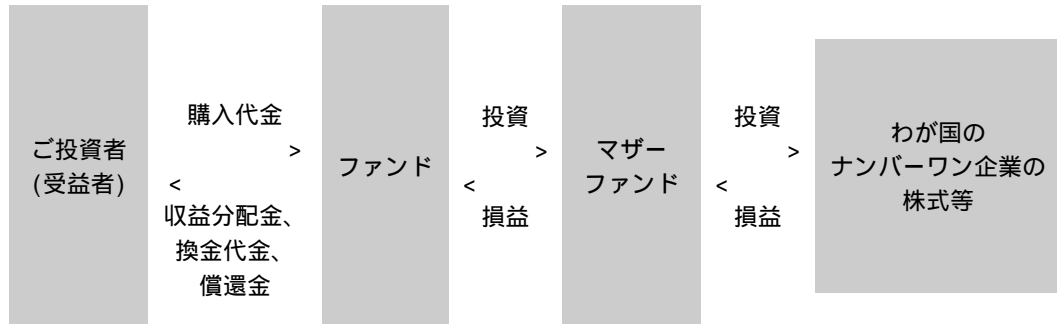 ご投資者
(受益者)
購入代金
>
<
収益分配金、
換金代金、
償還金
ファンド
投資
>
<
損益
マザー
ファンド
投資
>
<
損益
わが国の
ナンバーワン企業の
株式等